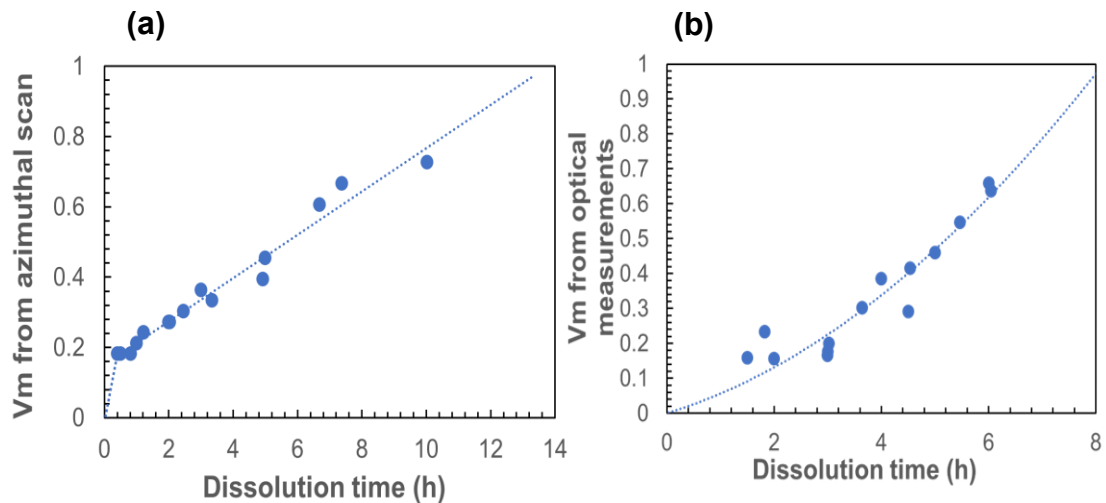 (a)
Vm from azimuthal scan
1
0.8
0.6
0.4
0.2
0
0 2 4 6 8 10 12 14
Dissolution time (h)
(b)
Vm from optical
measurements
1
0.9
0.8
0.7
0.6
0.5
0.4
0.3
0.2
0.1
0
0 2 4 6 8
Dissolution time (h)